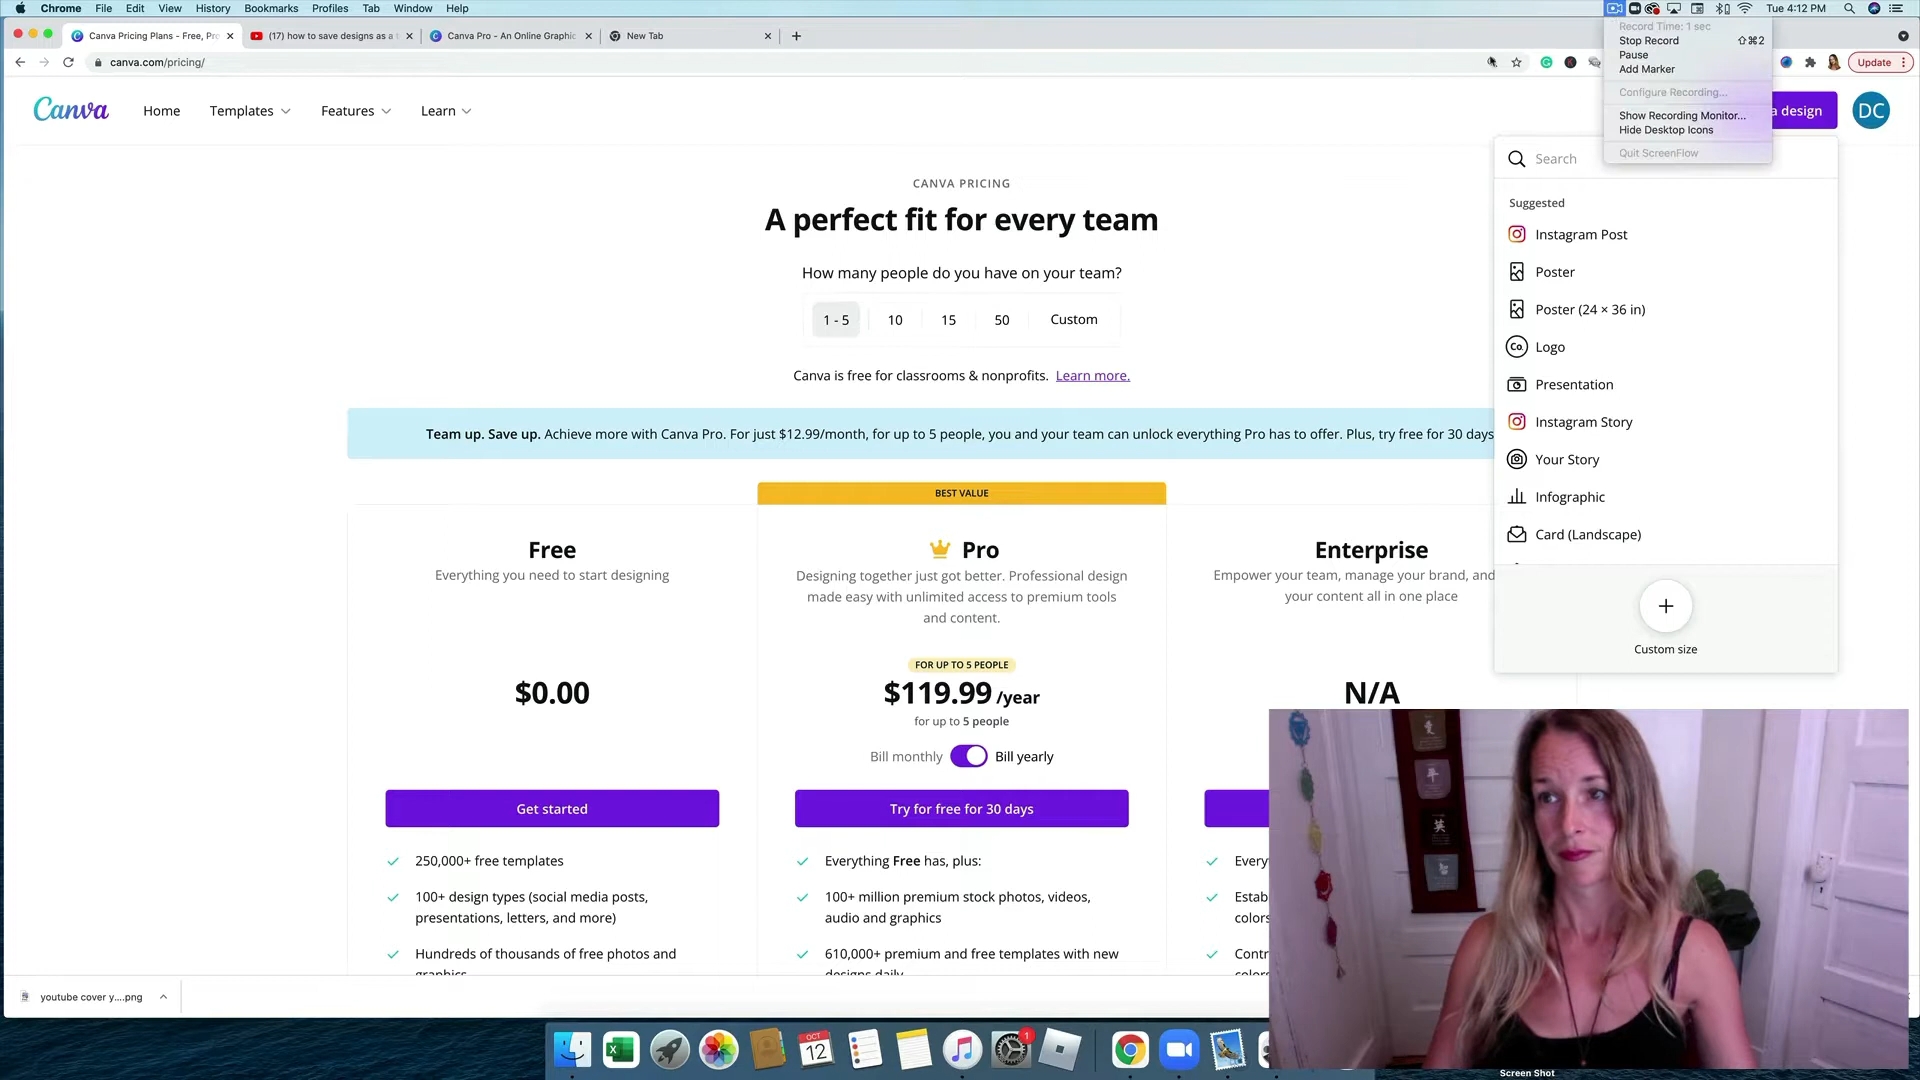 Chrome File Edit View History Bookmarks Profiles Tab Window Help Tue 4:12 PM
Record Time: 1 sec
Stop Record ⇧⌘2
Pause
Add Marker
Configure Recording...
Show Recording Monitor...
Hide Desktop Icons
Quit ScreenFlow
Canva Pricing Plans - Free, Pro
(17) how to save designs as a t
Canva Pro - An Online Graphic
New Tab
canva.com/pricing/
Update
Canva
Home
Templates
Features
Learn
a design
DC
Search
Suggested
Instagram Post
Poster
Poster (24 × 36 in)
Logo
Presentation
Instagram Story
Your Story
Infographic
Card (Landscape)
Custom size
CANVA PRICING
A perfect fit for every team
How many people do you have on your team?
1 - 5 10 15 50 Custom
Canva is free for classrooms & nonprofits. Learn more.
Team up. Save up. Achieve more with Canva Pro. For just $12.99/month, for up to 5 people, you and your team can unlock everything Pro has to offer. Plus, try free for 30 days
BEST VALUE
Free
Everything you need to start designing
$0.00
Get started
250,000+ free templates
100+ design types (social media posts,
presentations, letters, and more)
Hundreds of thousands of free photos and
graphics
Pro
Designing together just got better. Professional design
made easy with unlimited access to premium tools
and content.
FOR UP TO 5 PEOPLE
$119.99 /year
for up to 5 people
Bill monthly Bill yearly
Try for free for 30 days
Everything Free has, plus:
100+ million premium stock photos, videos,
audio and graphics
610,000+ premium and free templates with new
designs daily
Enterprise
Empower your team, manage your brand, and
your content all in one place
N/A
Every
Estab
colors
Contr
colors
youtube cover y....png
OCT
12
1
Screen Shot